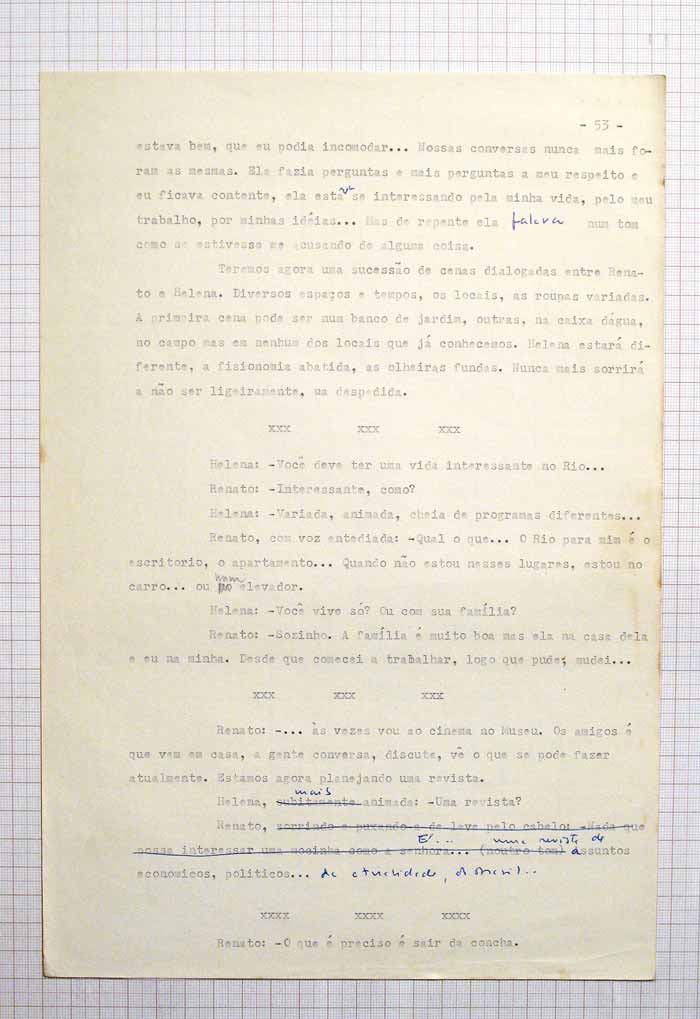 - 53 -
estava bem, que eu podia incomodar... Nossas conversas nunca mais fo-
ram as mesmas. Ela fazia perguntas e mais perguntas a meu respeito e
eu ficava contente, ela estava se interessando pela minha vida, pelo meu
trabalho, por minhas idéias... Mas de repente ela falava num tom
como se estivesse me acusando de alguma coisa.
Teremos agora uma sucessão de cenas dialogadas entre Rena-
to e Helena. Diversos espaços e tempos, os locais, as roupas variadas.
A primeira cena pode ser num banco de jardim, outras, na caixa dágua,
no campo mas em nenhum dos locais que já conhecemos. Helena estará di-
ferente, a fisionomia abatida, as olheiras fundas. Nunca mais sorrirá
a não ser ligeiramente, na despedida.
xxx xxx xxx
Helena: -Você deve ter uma vida interessante no Rio...
Renato: -Interessante, como?
Helena: -Variada, animada, cheia de programas diferentes...
Renato, com voz entediada: -Qual o que... O Rio para mim é o
escritorio, o apartamento... Quando não estou nesses lugares, estou no
carro... ou num elevador.
Helena: -Você vive só? Ou com sua família?
Renato: -Sozinho. A família é muito boa mas ela na casa dela
e eu na minha. Desde que comecei a trabalhar, logo que pude, mudei...
xxx xxx xxx
Renato: -... às vezes vou ao cinema no Museu. Os amigos é
que vem em casa, a gente conversa, discute, vê o que se pode fazer
atualmente. Estamos agora planejando uma revista.
mais
Helena, subitamente animada: -Uma revista?
Renato, sorrindo e puxando-a de leve pelo cabelo: -Nada que
É... uma revista de
possa interessar uma mocinha como a senhora... (noutro tom) assuntos
economicos, politicos... da atualidade, do Brasil..
xxxx xxxx xxxx
Renato: -O que é preciso é sair da concha.